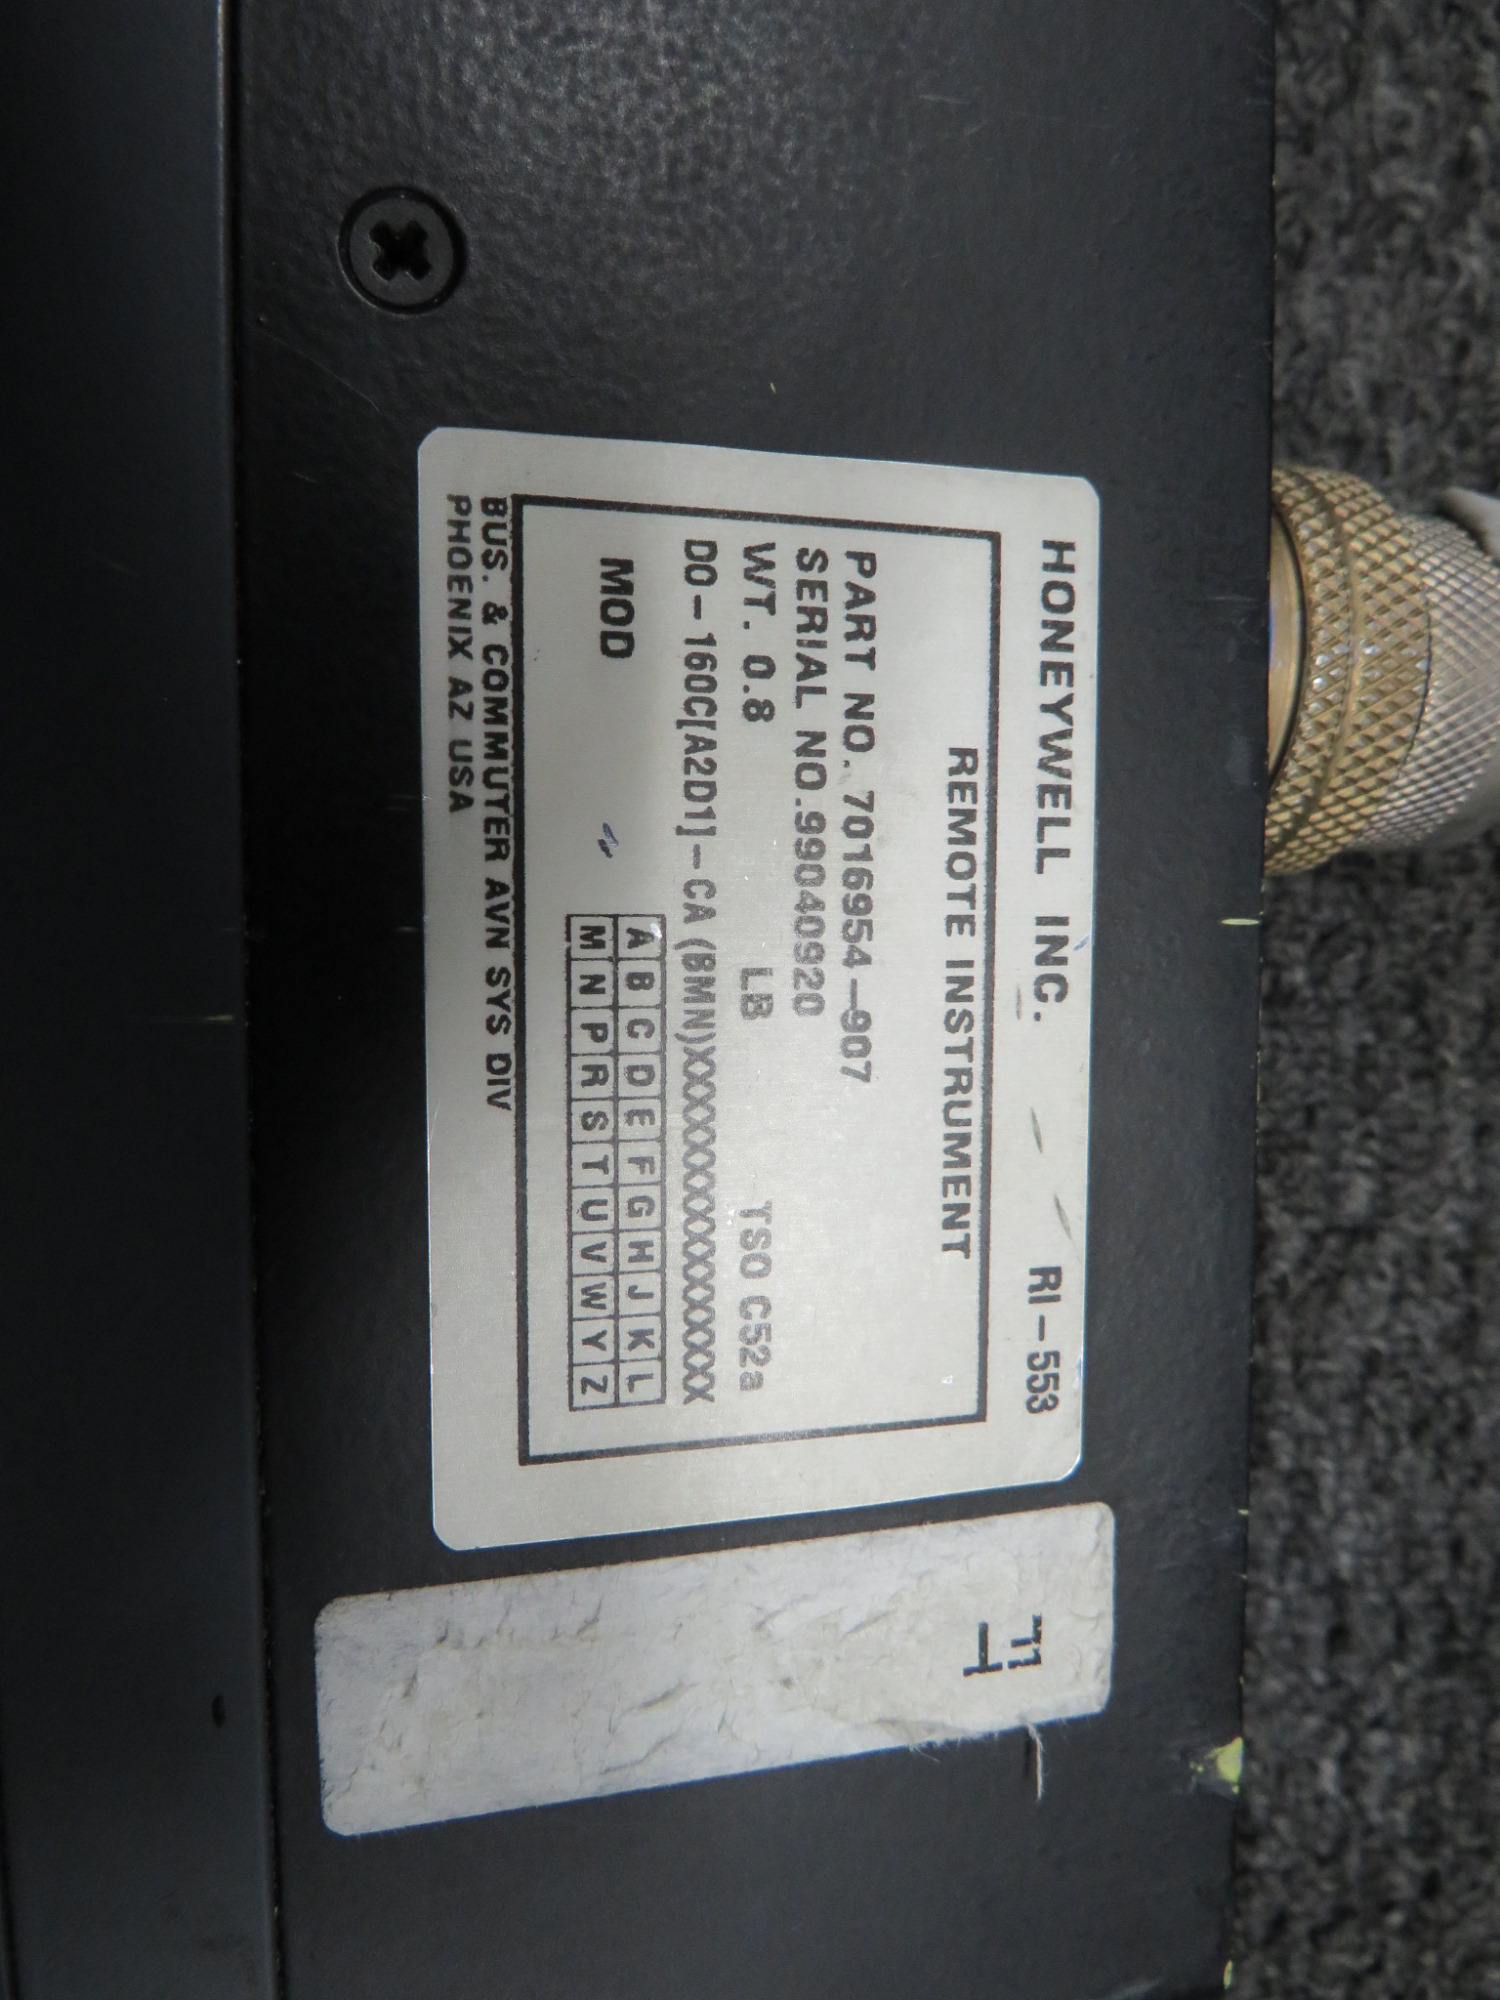 HONEYWELL INC. RI-553
REMOTE INSTRUMENT
PART NO. 7016954-907
SERIAL NO.99040920
WT. 0.8 LB TSO C52a
DO-160C[A2D1]-CA (BMN)XXXXXXXXXXXXXXXXX
MOD
A B C D E F G H J K L
M N P R S T U V W Y Z
BUS. & COMMUTER AVN SYS DIV
PHOENIX AZ USA